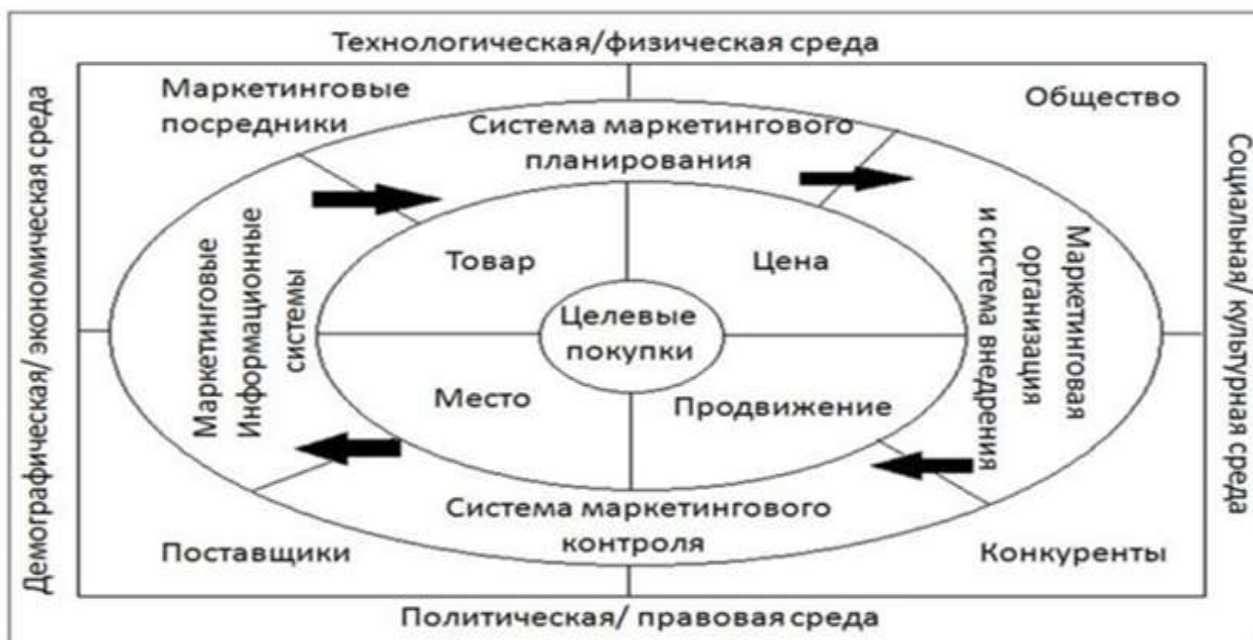 Технологическая/физическая среда
Маркетинговые
посредники
Общество
Система маркетингового
планирования
Демографическая/ экономическая среда
Маркетинговые
Информационные
системы
Товар
Цена
Целевые
покупки
Место
Продвижение
Маркетинговая
организация
и система внедрения
Социальная/ культурная среда
Система маркетингового
контроля
Поставщики
Конкуренты
Политическая/ правовая среда